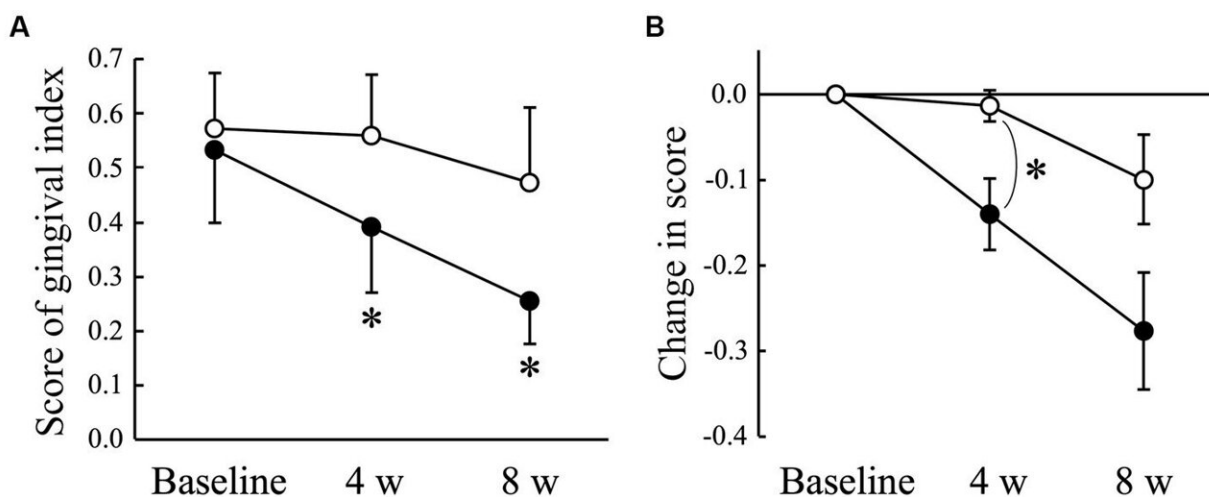 A
Score of gingival index
0.7
0.6
0.5
0.4
0.3
0.2
0.1
0.0
*
*
Baseline 4 w 8 w
B
Change in score
0.0
-0.1
-0.2
-0.3
-0.4
*
Baseline 4 w 8 w